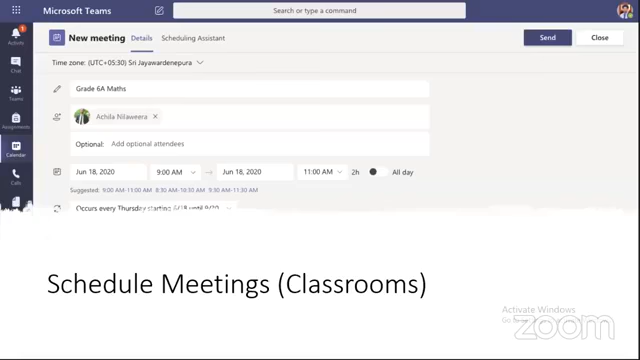 Microsoft Teams
Search or type a command
1
Activity
New meeting Details Scheduling Assistant
Send Close
Chat
Time zone: (UTC+05:30) Sri Jayawardenepura
Teams
Grade 6A Maths
Assignments
Achila Nilaweera ×
Optional: Add optional attendees
Calendar
Jun 18, 2020 9:00 AM → Jun 18, 2020 11:00 AM 2h All day
Calls
Suggested: 9:00 AM-11:00 AM 8:30 AM-10:30 AM 9:30 AM-11:30 AM
Occurs every Thursday starting 6/18 until 9/20
Schedule Meetings (Classrooms)
Activate Windows
zoom